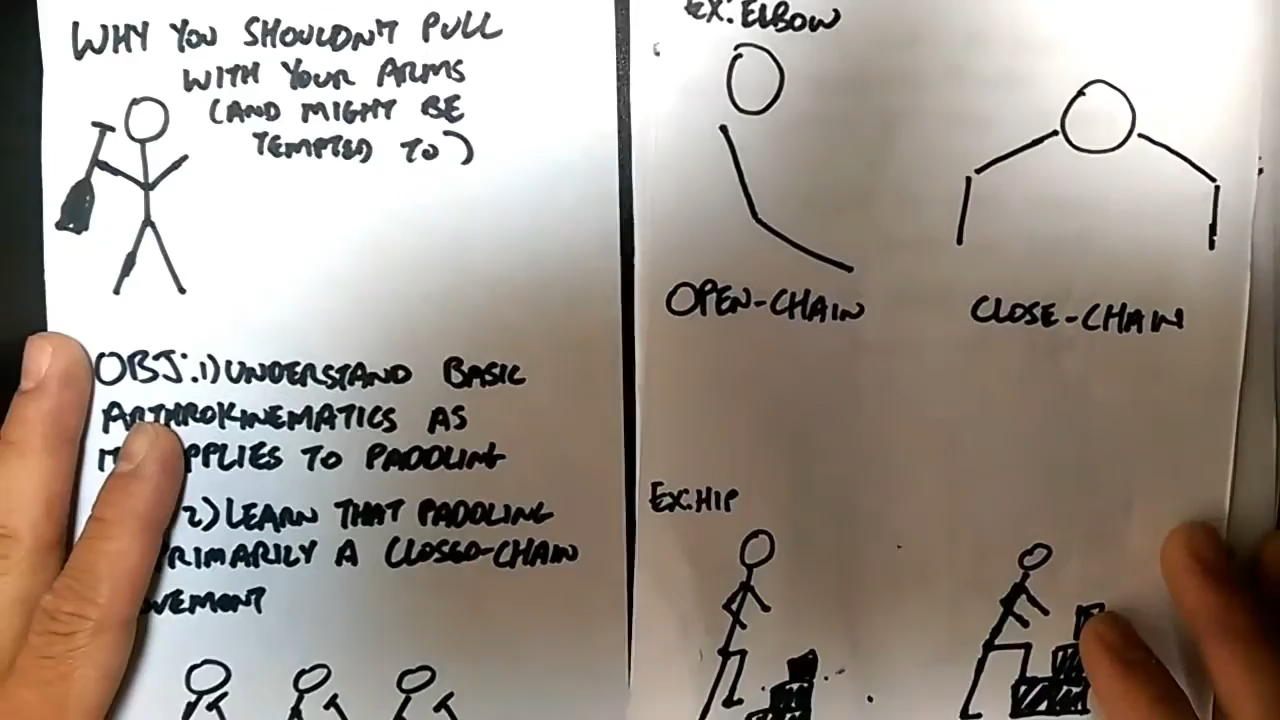 WHY YOU SHOULDN'T PULL
WITH YOUR ARMS
(AND MIGHT BE
TEMPTED TO)
OBJ: 1) UNDERSTAND BASIC
ARTHROKINEMATICS AS
APPLIES TO PADDLING
2) LEARN THAT PADDLING
PRIMARILY A CLOSED-CHAIN
EX: ELBOW
OPEN-CHAIN
CLOSE-CHAIN
EX: HIP